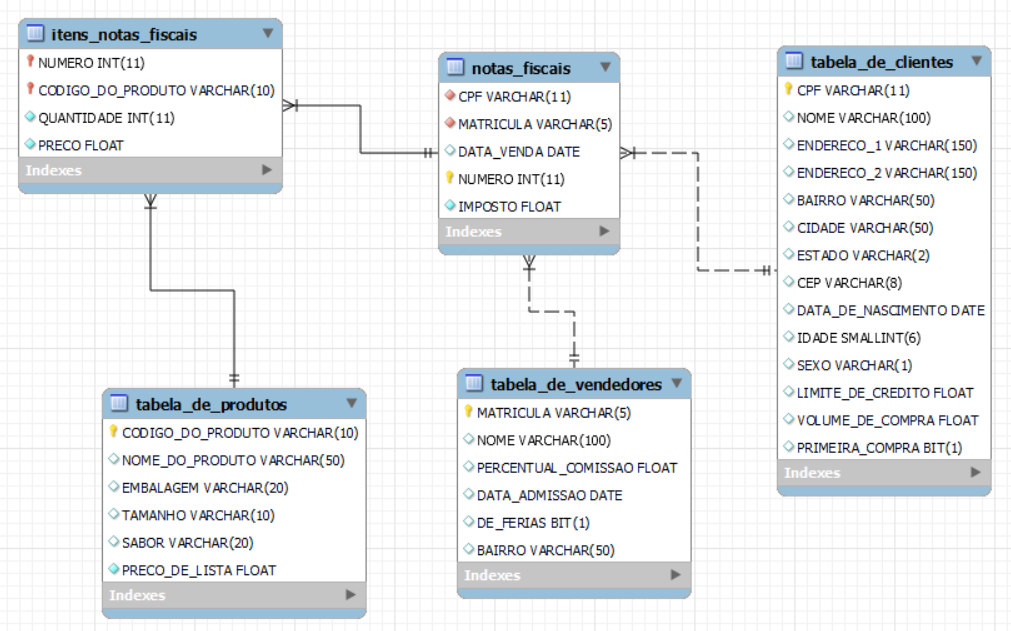 itens_notas_fiscais
NUMERO INT(11)
CODIGO_DO_PRODUTO VARCHAR(10)
QUANTIDADE INT(11)
PRECO FLOAT
Indexes
notas_fiscais
CPF VARCHAR(11)
MATRICULA VARCHAR(5)
DATA_VENDA DATE
NUMERO INT(11)
IMPOSTO FLOAT
Indexes
tabela_de_clientes
CPF VARCHAR(11)
NOME VARCHAR(100)
ENDERECO_1 VARCHAR(150)
ENDERECO_2 VARCHAR(150)
BAIRRO VARCHAR(50)
CIDADE VARCHAR(50)
ESTADO VARCHAR(2)
CEP VARCHAR(8)
DATA_DE_NASCIMENTO DATE
IDADE SMALLINT(6)
SEXO VARCHAR(1)
LIMITE_DE_CREDITO FLOAT
VOLUME_DE_COMPRA FLOAT
PRIMEIRA_COMPRA BIT(1)
Indexes
tabela_de_produtos
CODIGO_DO_PRODUTO VARCHAR(10)
NOME_DO_PRODUTO VARCHAR(50)
EMBALAGEM VARCHAR(20)
TAMANHO VARCHAR(10)
SABOR VARCHAR(20)
PRECO_DE_LISTA FLOAT
Indexes
tabela_de_vendedores
MATRICULA VARCHAR(5)
NOME VARCHAR(100)
PERCENTUAL_COMISSAO FLOAT
DATA_ADMISSAO DATE
DE_FERIAS BIT(1)
BAIRRO VARCHAR(50)
Indexes